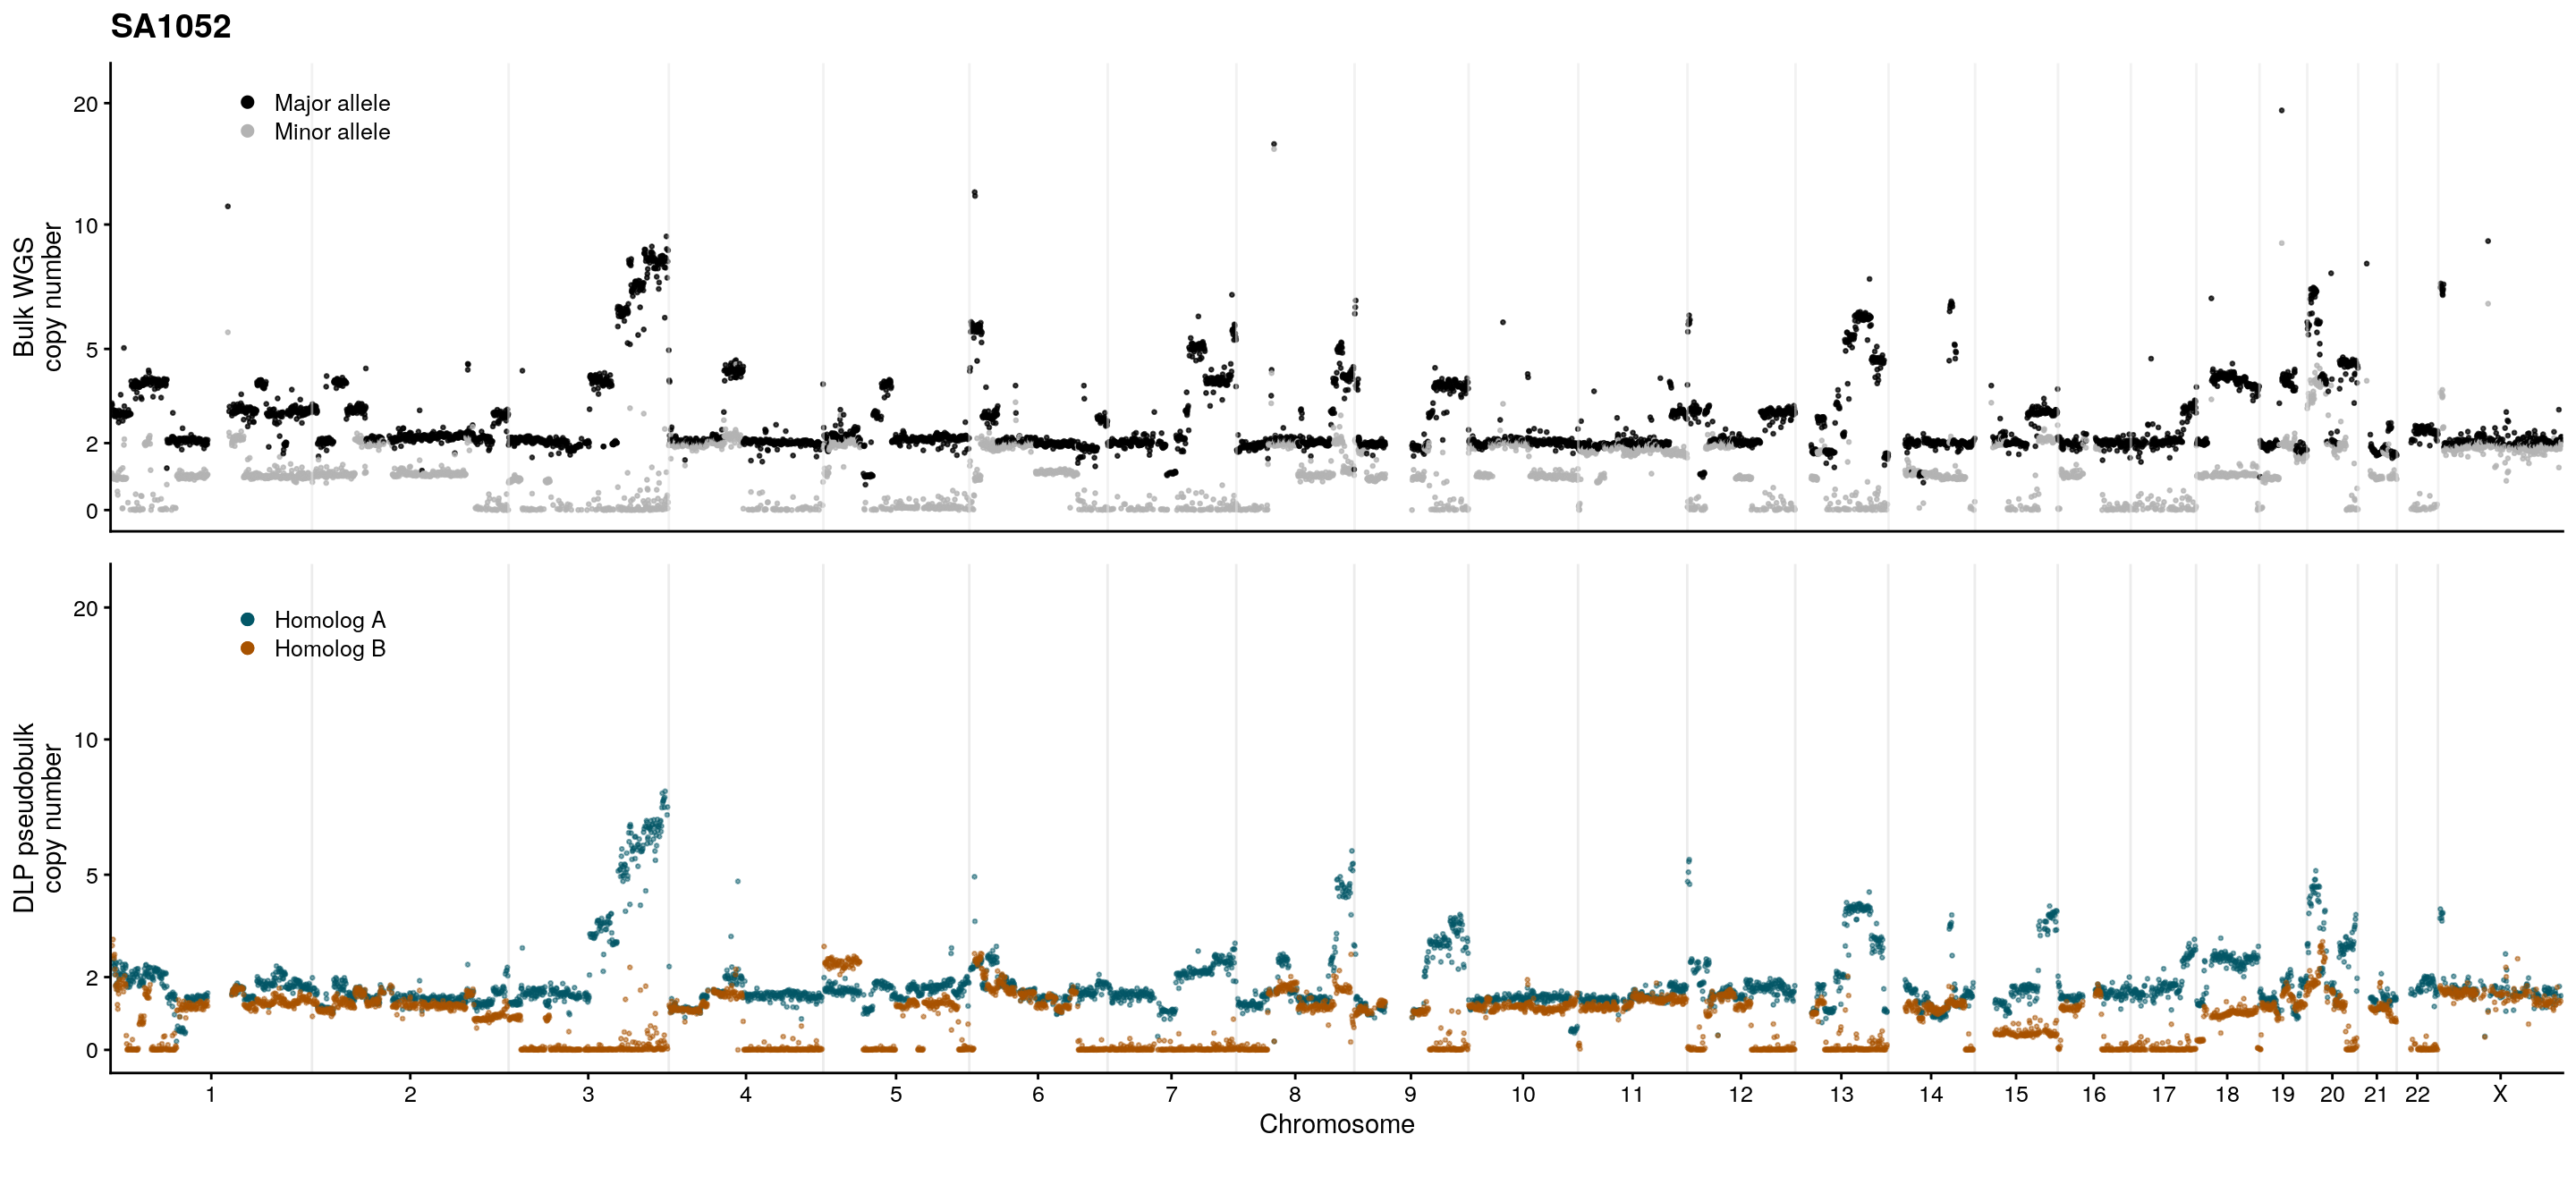 SA1052
Bulk WGS
copy number
20
10
5
2
0
Major allele
Minor allele
DLP pseudobulk
copy number
20
10
5
2
0
Homolog A
Homolog B
1 2 3 4 5 6 7 8 9 10 11 12 13 14 15 16 17 18 19 20 21 22 X
Chromosome